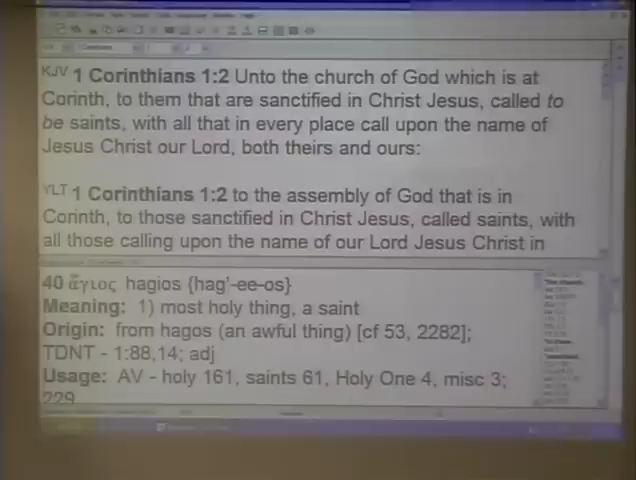 KJV 1 Corinthians 1:2 Unto the church of God which is at
Corinth, to them that are sanctified in Christ Jesus, called to
be saints, with all that in every place call upon the name of
Jesus Christ our Lord, both theirs and ours:
YLT 1 Corinthians 1:2 to the assembly of God that is in
Corinth, to those sanctified in Christ Jesus, called saints, with
all those calling upon the name of our Lord Jesus Christ in
40 ἅγιος hagios {hag'-ee-os}
Meaning: 1) most holy thing, a saint
Origin: from hagos (an awful thing) [cf 53, 2282];
TDNT - 1:88,14; adj
Usage: AV - holy 161, saints 61, Holy One 4, misc 3;
229